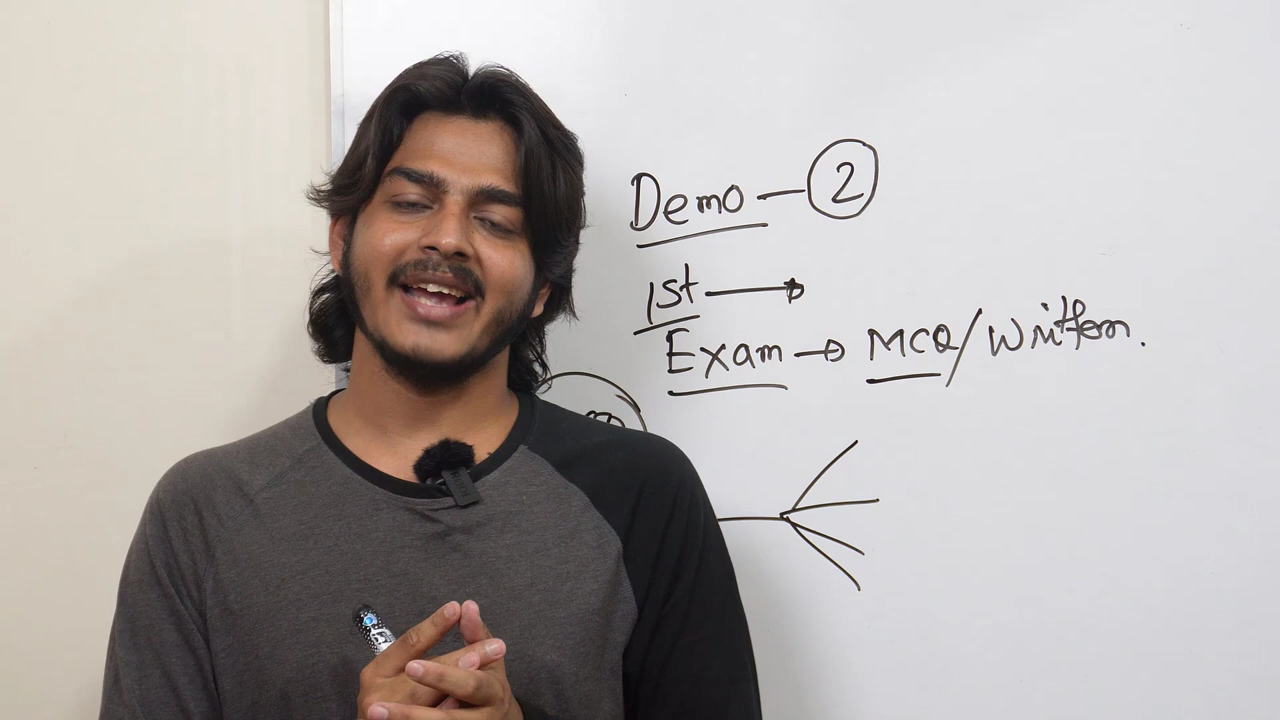 Demo — 2
1st →
Exam → MCQ/Written.